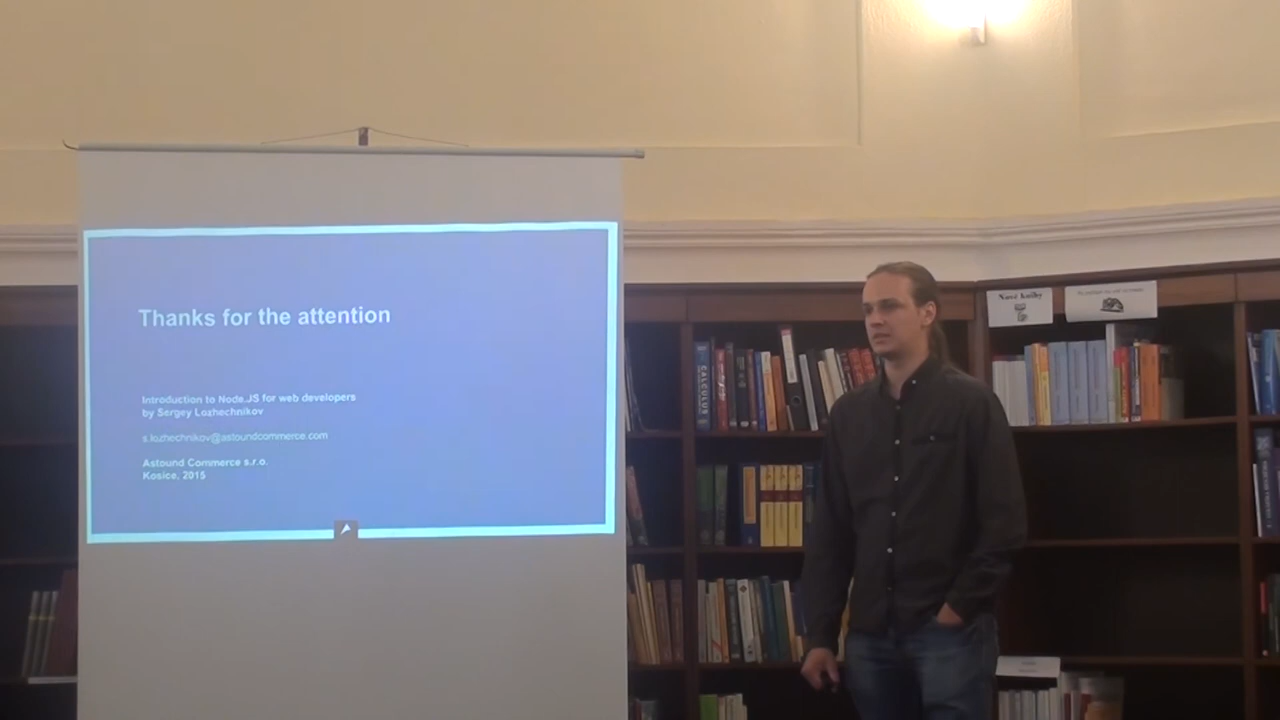 Thanks for the attention
Introduction to Node.JS for web developers
by Sergey Lozhechnikov
s.lozhechnikov@astoundcommerce.com
Astound Commerce s.r.o.
Kosice, 2015
Nové knihy
CALCULUS